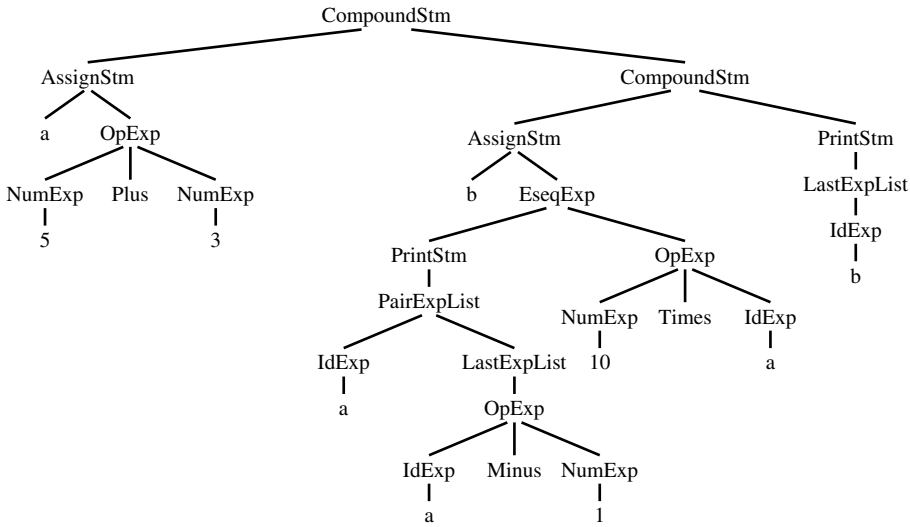 CompoundStm
AssignStm CompoundStm
a OpExp AssignStm PrintStm
NumExp Plus NumExp b EseqExp LastExpList
5 3 IdExp
PrintStm OpExp b
PairExpList NumExp Times IdExp
IdExp LastExpList 10 a
a OpExp
IdExp Minus NumExp
a 1